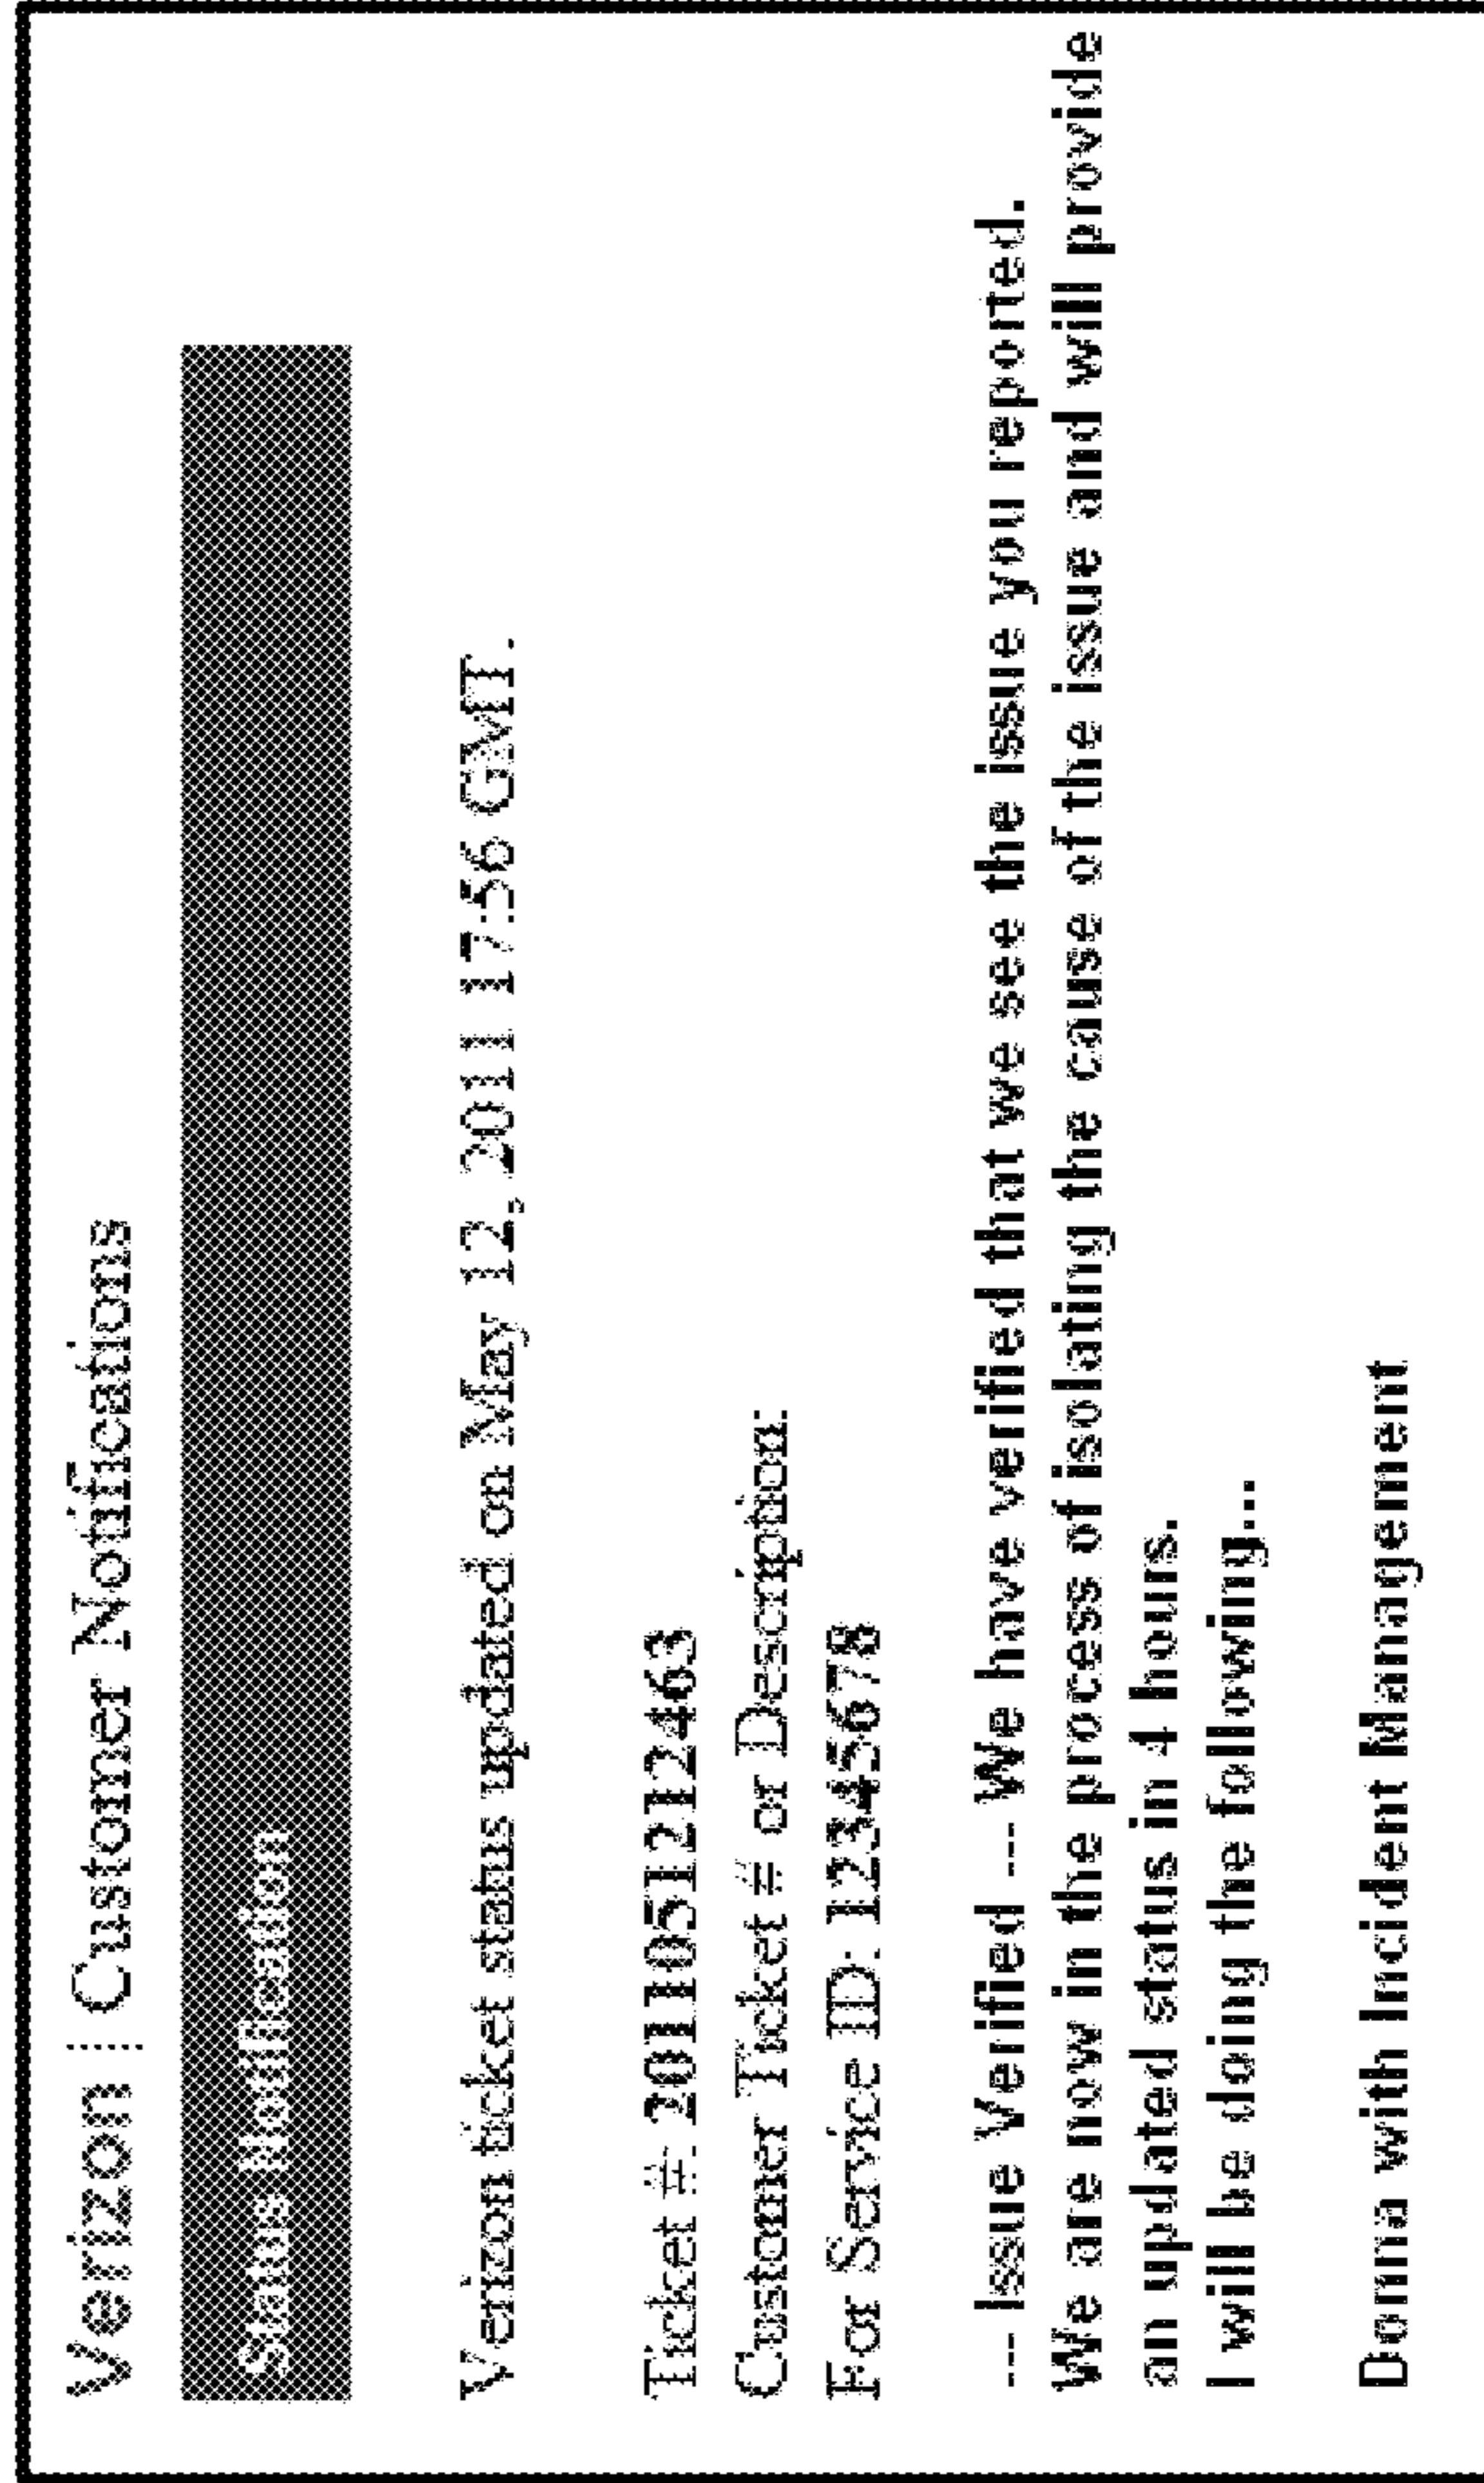 Verizon | Customer Notifications
Status Notification
Verizon ticket status updated on May 12, 2011 17:56 GMT.
Ticket #: 2011051212463
Customer Ticket # or Description:
For Service ID: 12345678
--- Issue Verified --- We have verified that we see the issue you reported.
We are now in the process of isolating the cause of the issue and will provide
an updated status in 4 hours.
I will be doing the following...
Donna with Incident Management